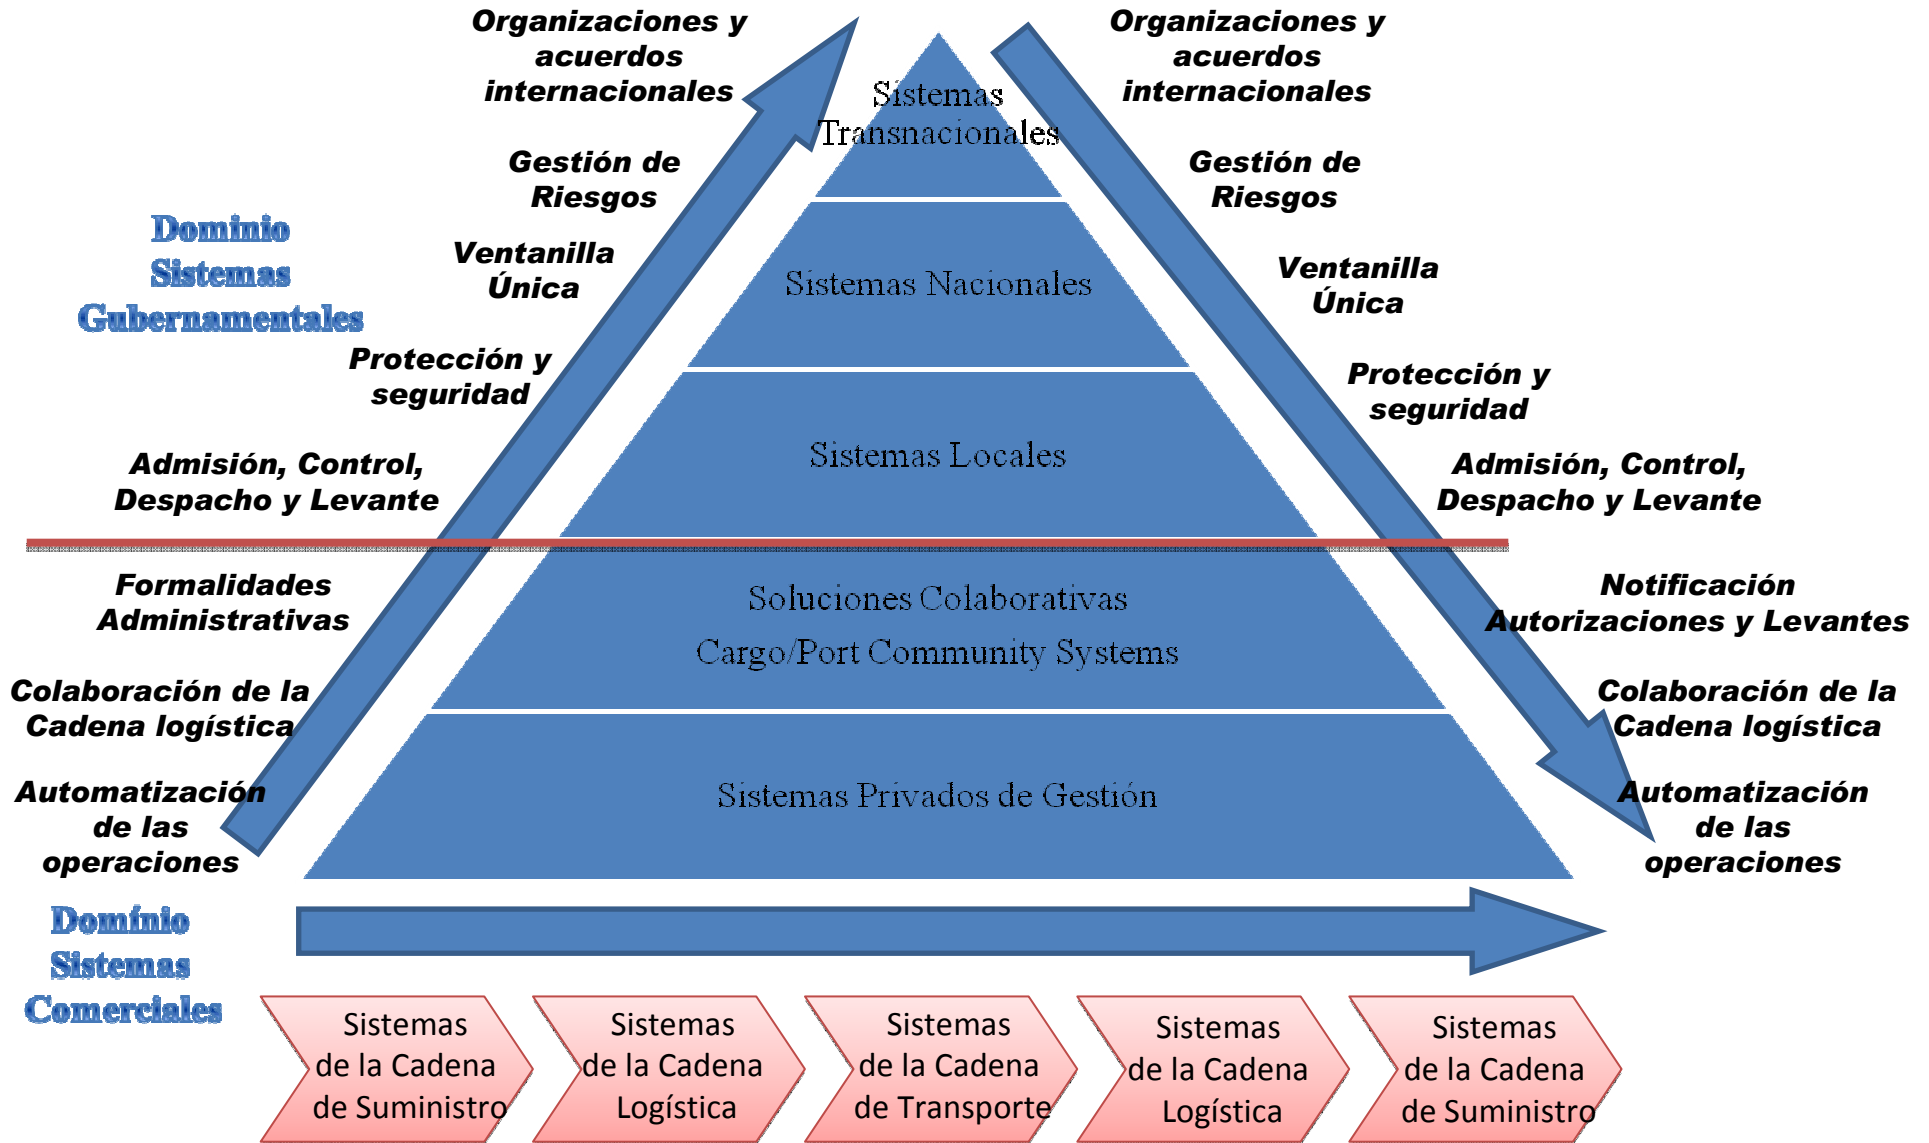 Organizaciones y
acuerdos
internacionales
Organizaciones y
acuerdos
internacionales
Sistemas
Transnacionales
Gestión de
Riesgos
Gestión de
Riesgos
Dominio
Sistemas
Gubernamentales
Ventanilla
Única
Sistemas Nacionales
Ventanilla
Única
Protección y
seguridad
Protección y
seguridad
Admisión, Control,
Despacho y Levante
Sistemas Locales
Admisión, Control,
Despacho y Levante
Formalidades
Administrativas
Soluciones Colaborativas
Cargo/Port Community Systems
Notificación
Autorizaciones y Levantes
Colaboración de la
Cadena logística
Colaboración de la
Cadena logística
Automatización
de las
operaciones
Sistemas Privados de Gestión
Automatización
de las
operaciones
Domínio
Sistemas
Comerciales
Sistemas
de la Cadena
de Suministro
Sistemas
de la Cadena
Logística
Sistemas
de la Cadena
de Transporte
Sistemas
de la Cadena
Logística
Sistemas
de la Cadena
de Suministro